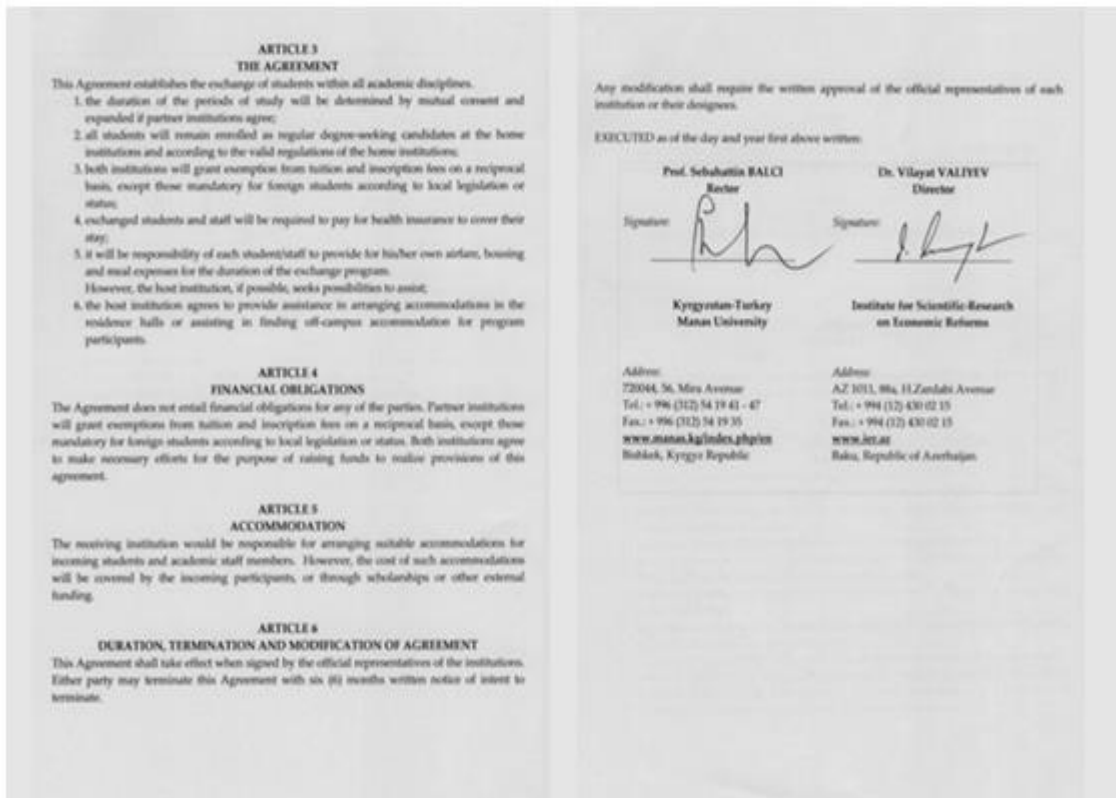 ARTICLE 3
THE AGREEMENT
This Agreement establishes the exchange of students within all academic disciplines.
1. the duration of the periods of study will be determined by mutual consent and
expanded if partner institutions agree;
2. all students will remain enrolled as regular degree-seeking candidates at the home
institutions and according to the valid regulations of the home institutions;
3. both institutions will grant exemption from tuition and inscription fees on a reciprocal
basis, except those mandatory for foreign students according to local legislation or
status;
4. exchanged students and staff will be required to pay for health insurance to cover their
stay;
5. it will be responsibility of each student/staff to provide for his/her own airfare, housing
and meal expenses for the duration of the exchange program.
However, the host institution, if possible, seeks possibilities to assist;
6. the host institution agrees to provide assistance in arranging accommodations in the
residence halls or assisting in finding off-campus accommodation for program
participants.
ARTICLE 4
FINANCIAL OBLIGATIONS
The Agreement does not entail financial obligations for any of the parties. Partner institutions
will grant exemptions from tuition and inscription fees on a reciprocal basis, except those
mandatory for foreign students according to local legislation or status. Both institutions agree
to make necessary efforts for the purpose of raising funds to realize provisions of this
agreement.
ARTICLE 5
ACCOMMODATION
The receiving institution would be responsible for arranging suitable accommodations for
incoming students and academic staff members. However, the cost of such accommodations
will be covered by the incoming participants, or through scholarships or other external
funding.
ARTICLE 6
DURATION, TERMINATION AND MODIFICATION OF AGREEMENT
This Agreement shall take effect when signed by the official representatives of the institutions.
Either party may terminate this Agreement with six (6) months written notice of intent to
terminate.
Any modification shall require the written approval of the official representatives of each
institution or their designees.
EXECUTED as of the day and year first above written:
Prof. Sebahattin BALCI
Rector
Signature:
Kyrgyzstan-Turkey
Manas University
Address:
720044, 56, Mira Avenue
Tel.: + 996 (312) 54 19 41 - 47
Fax.: + 996 (312) 54 19 35
www.manas.kg/index.php/en
Bishkek, Kyrgyz Republic
Dr. Vilayat VALIYEV
Director
Signature:
Institute for Scientific-Research
on Economic Reforms
Address:
AZ 1011, 88a, H.Zardabi Avenue
Tel.: + 994 (12) 430 02 15
Fax.: + 994 (12) 430 02 15
www.ier.az
Baku, Republic of Azerbaijan